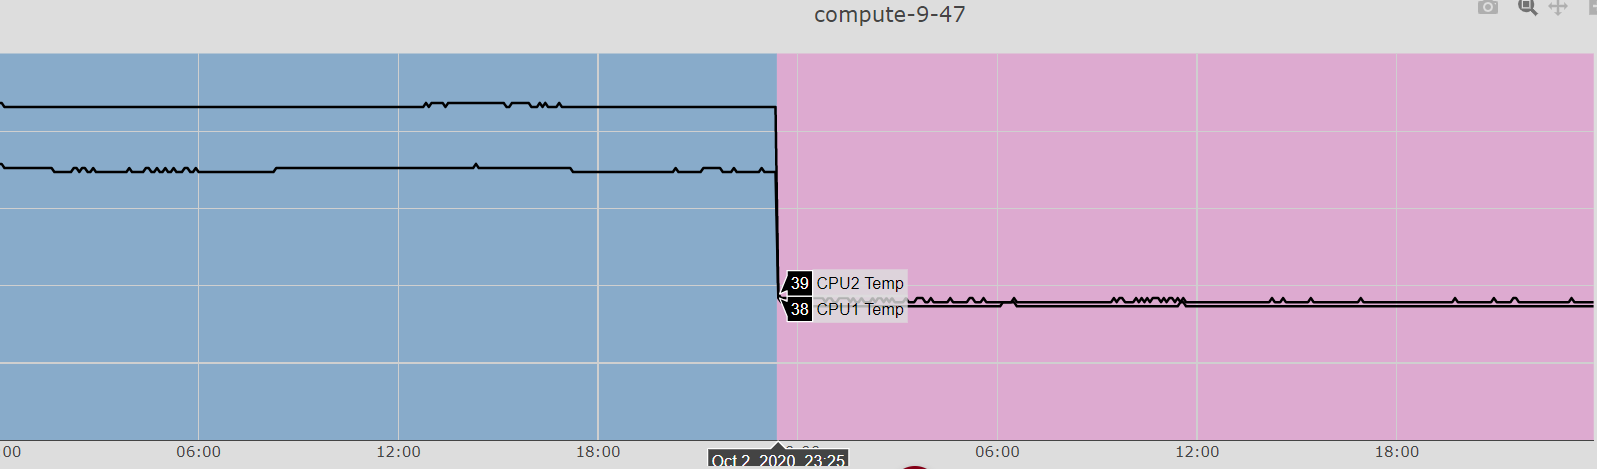 compute-9-47
39 CPU2 Temp
38 CPU1 Temp
00 06:00 12:00 18:00 06:00 12:00 18:00
Oct 2, 2020, 23:25